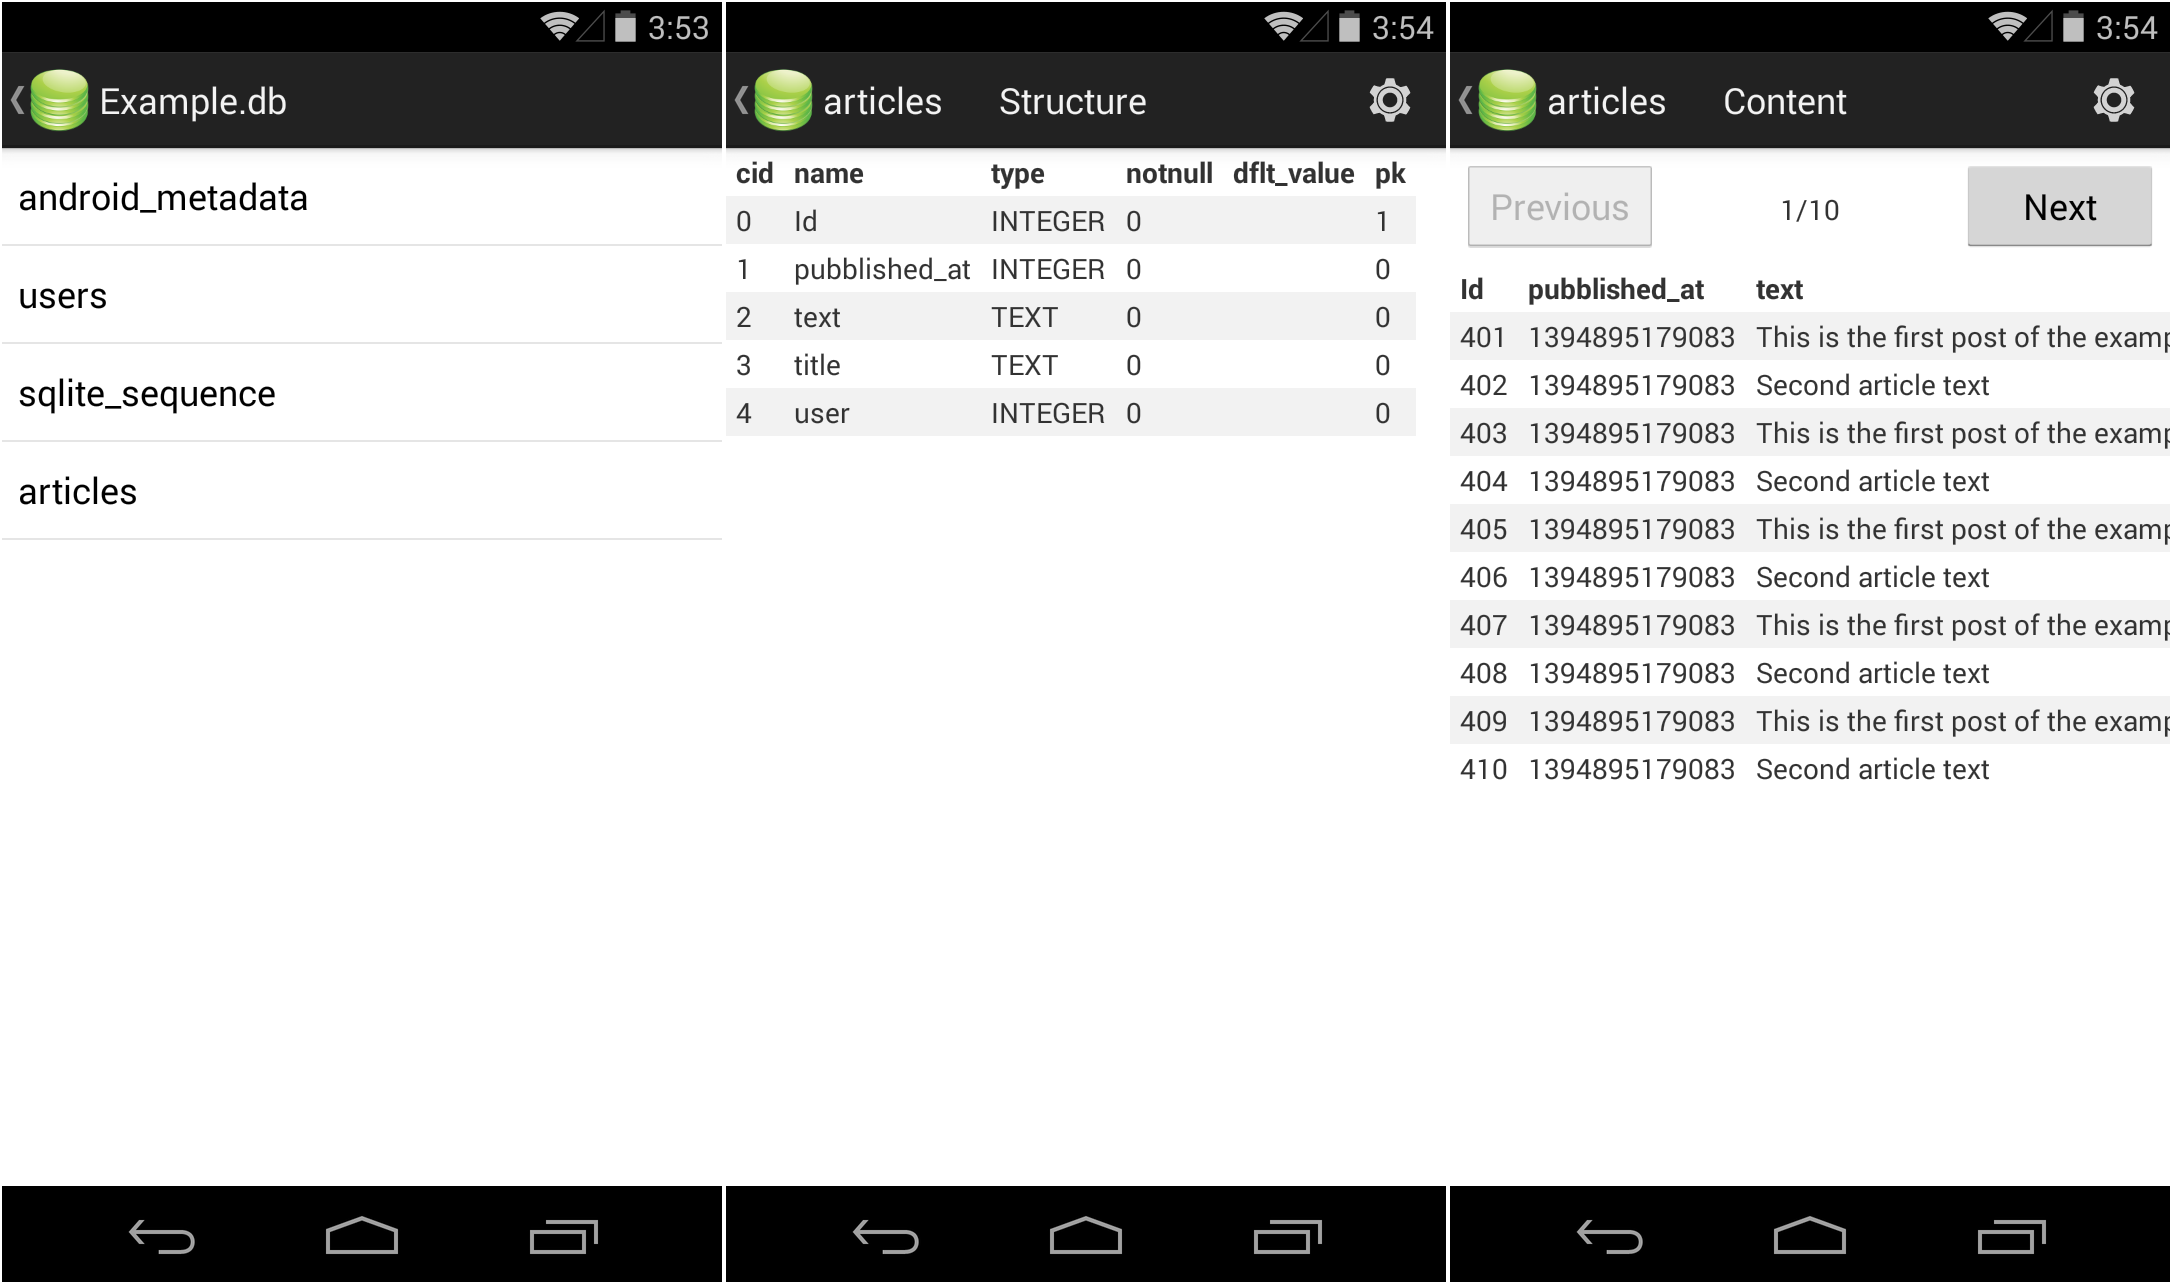 3:53
Example.db
android_metadata
users
sqlite_sequence
articles
3:54
articles Structure
cid name type notnull dflt_value pk
0 Id INTEGER 0 1
1 pubblished_at INTEGER 0 0
2 text TEXT 0 0
3 title TEXT 0 0
4 user INTEGER 0 0
3:54
articles Content
Previous 1/10 Next
Id pubblished_at text
401 1394895179083 This is the first post of the examp
402 1394895179083 Second article text
403 1394895179083 This is the first post of the examp
404 1394895179083 Second article text
405 1394895179083 This is the first post of the examp
406 1394895179083 Second article text
407 1394895179083 This is the first post of the examp
408 1394895179083 Second article text
409 1394895179083 This is the first post of the examp
410 1394895179083 Second article text